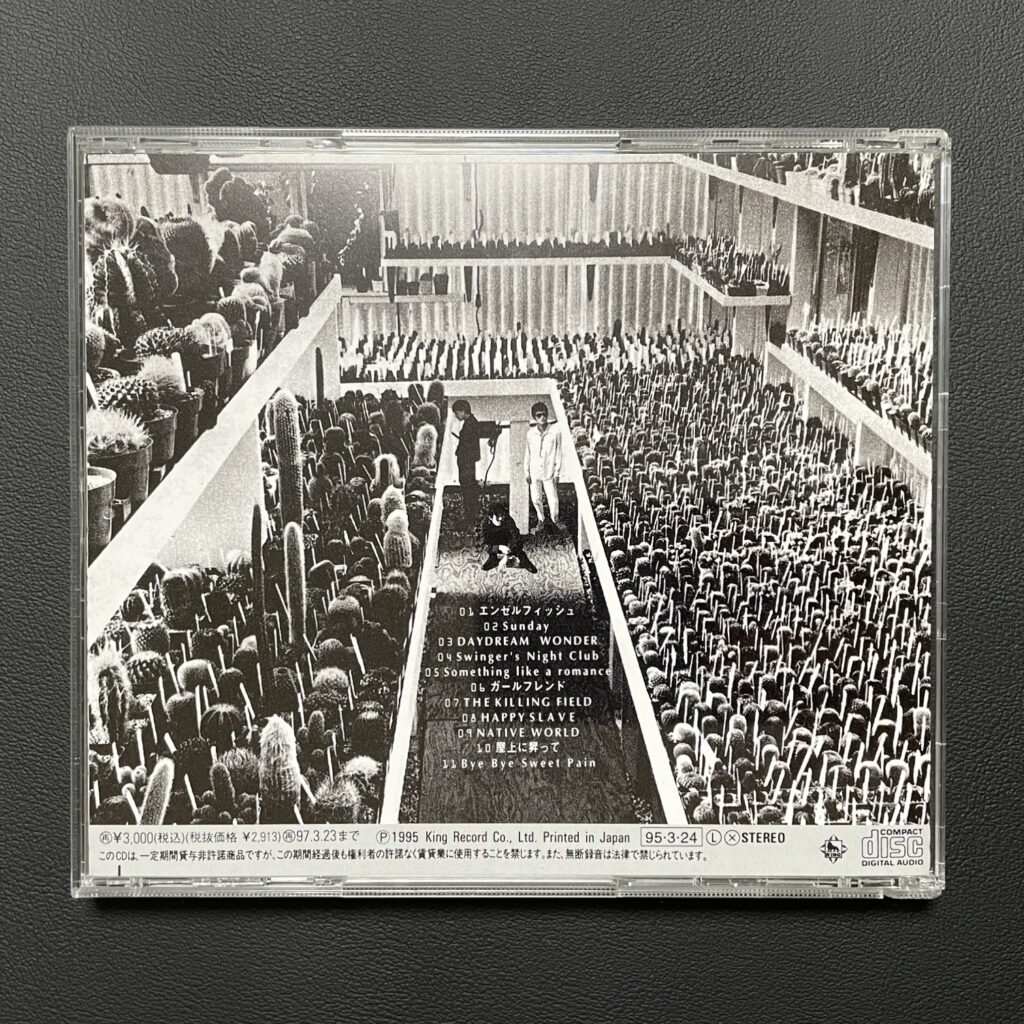 01 エンゼルフィッシュ
02 Sunday
03 DAYDREAM WONDER
04 Swinger's Night Club
05 Something like a romance
06 ガールフレンド
07 THE KILLING FIELD
08 HAPPY SLAVE
09 NATIVE WORLD
10 屋上に昇って
11 Bye Bye Sweet Pain
㊢¥3,000(税込)(税抜価格 ¥2,913)㊢97.3.23まで Ⓟ1995 King Record Co., Ltd. Printed in Japan 95·3·24 Ⓛ Ⓧ STEREO
このCDは、一定期間貸与非許諾商品ですが、この期間経過後も権利者の許諾なく賃貸業に使用することを禁じます。また、無断録音は法律で禁じられています。
KING
COMPACT
disc
DIGITAL AUDIO